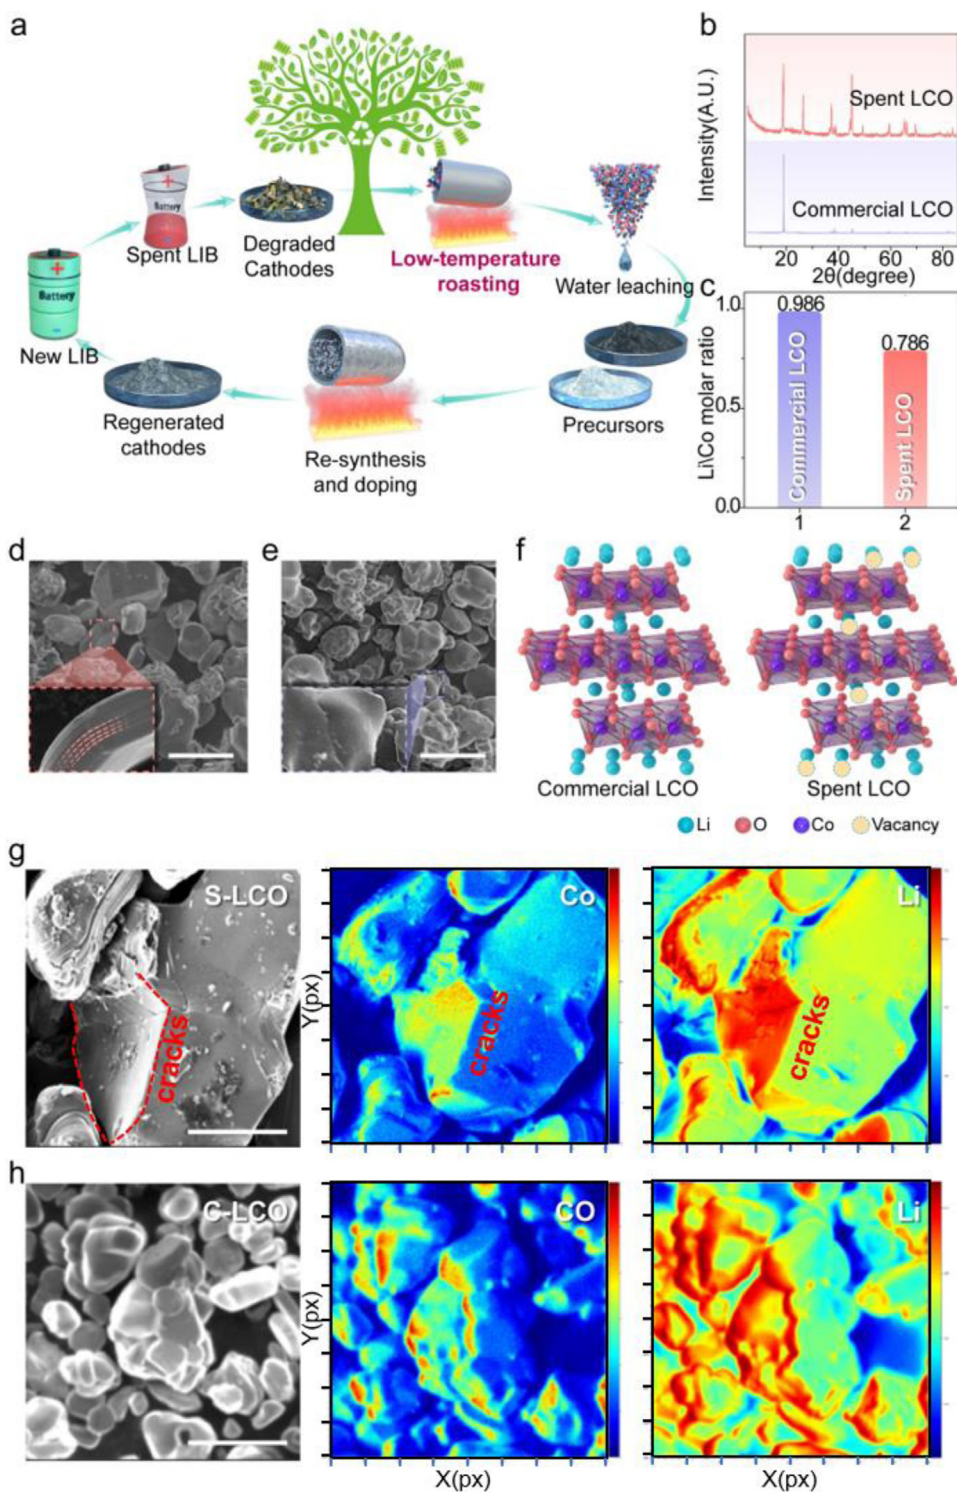 a
Battery
Spent LIB
Battery
New LIB
Degraded
Cathodes
Low-temperature
roasting
Water leaching
Precursors
Re-synthesis
and doping
Regenerated
cathodes
b
Intensity(A.U.)
Spent LCO
Commercial LCO
20 40 60 80
2θ(degree)
c
Li\Co molar ratio
1.0
0.5
0.0
0.986
0.786
Commercial LCO
Spent LCO
1 2
d
e
f
Commercial LCO Spent LCO
Li O Co Vacancy
g
S-LCO
cracks
Y(px)
Co
cracks
Li
cracks
h
C-LCO
Y(px)
CO
Li
X(px) X(px)